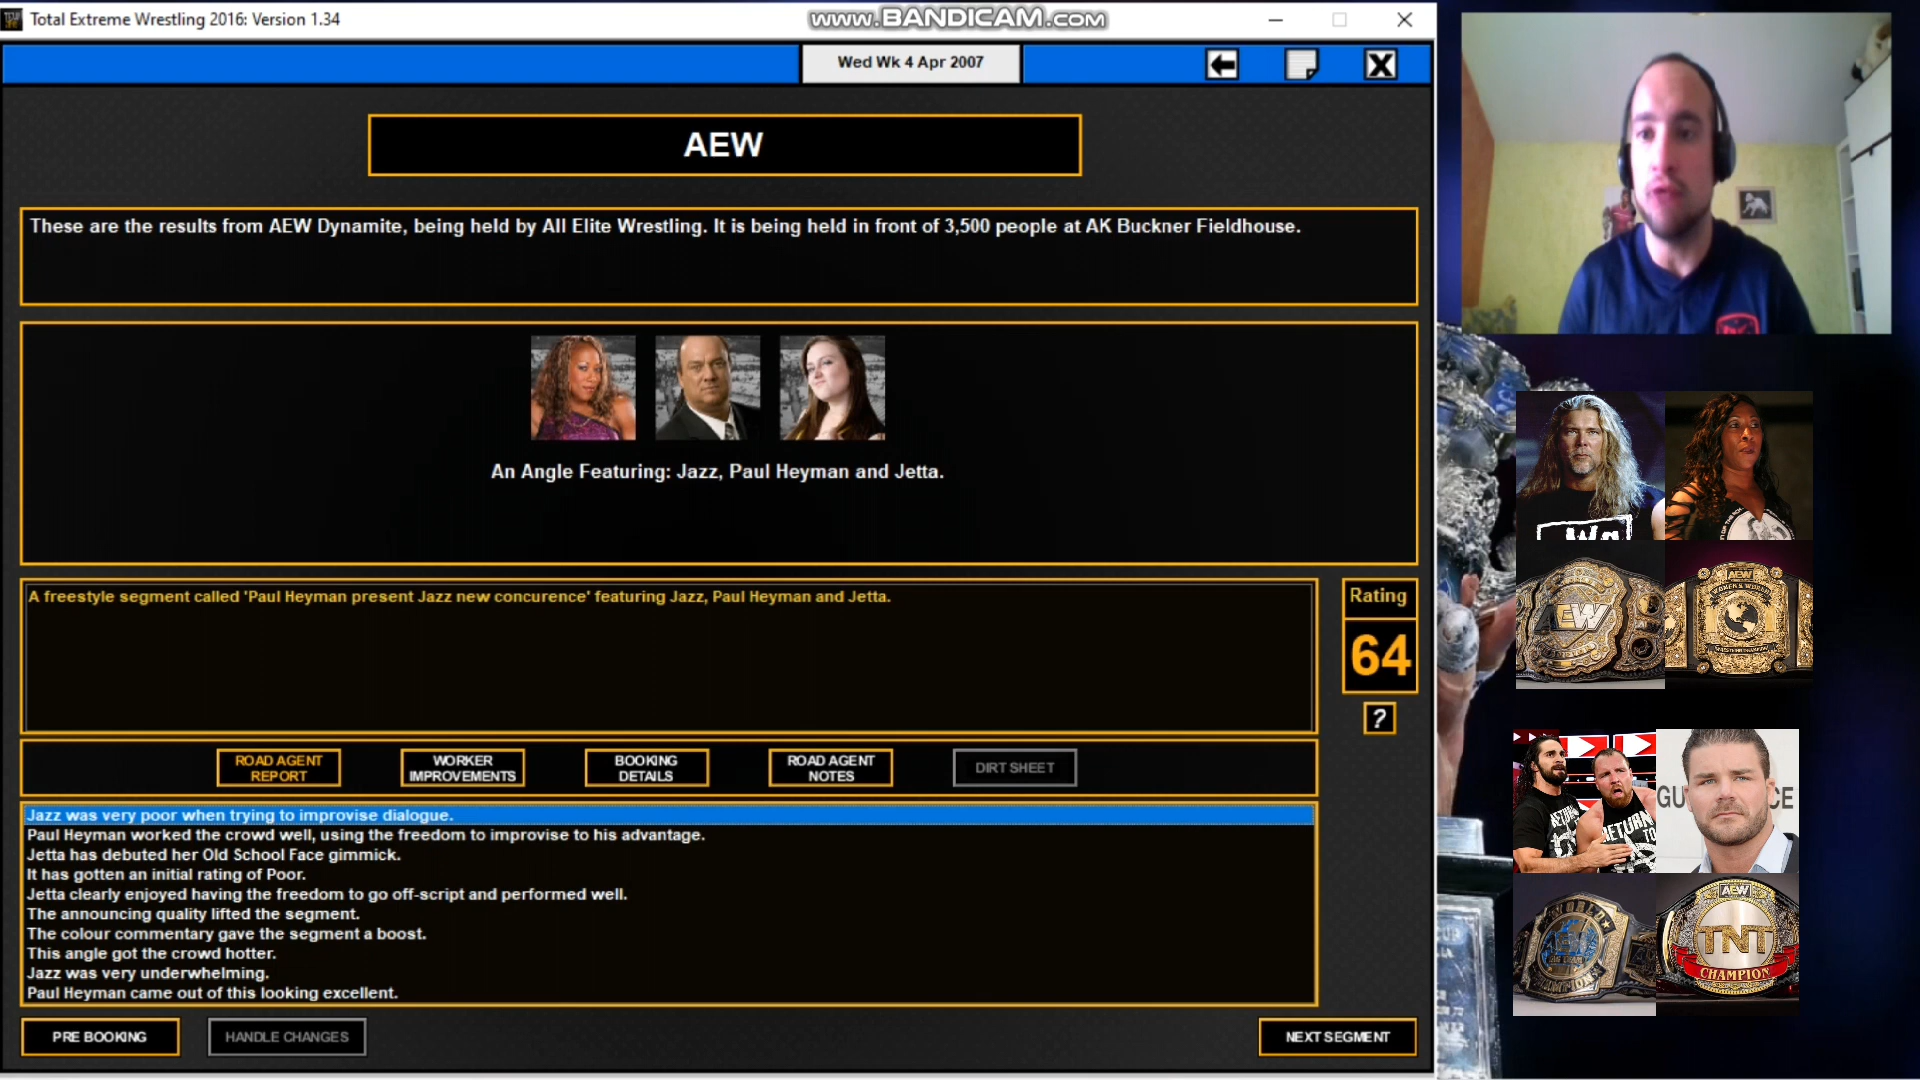 Total Extreme Wrestling 2016: Version 1.34
www.BANDICAM.com
Wed Wk 4 Apr 2007
AEW
These are the results from AEW Dynamite, being held by All Elite Wrestling. It is being held in front of 3,500 people at AK Buckner Fieldhouse.
An Angle Featuring: Jazz, Paul Heyman and Jetta.
A freestyle segment called 'Paul Heyman present Jazz new concurence' featuring Jazz, Paul Heyman and Jetta.
Rating
64
?
ROAD AGENT REPORT
WORKER IMPROVEMENTS
BOOKING DETAILS
ROAD AGENT NOTES
DIRT SHEET
Jazz was very poor when trying to improvise dialogue.
Paul Heyman worked the crowd well, using the freedom to improvise to his advantage.
Jetta has debuted her Old School Face gimmick.
It has gotten an initial rating of Poor.
Jetta clearly enjoyed having the freedom to go off-script and performed well.
The announcing quality lifted the segment.
The colour commentary gave the segment a boost.
This angle got the crowd hotter.
Jazz was very underwhelming.
Paul Heyman came out of this looking excellent.
PRE BOOKING
HANDLE CHANGES
NEXT SEGMENT
AEW
AEW
AEW
TNT
CHAMPION